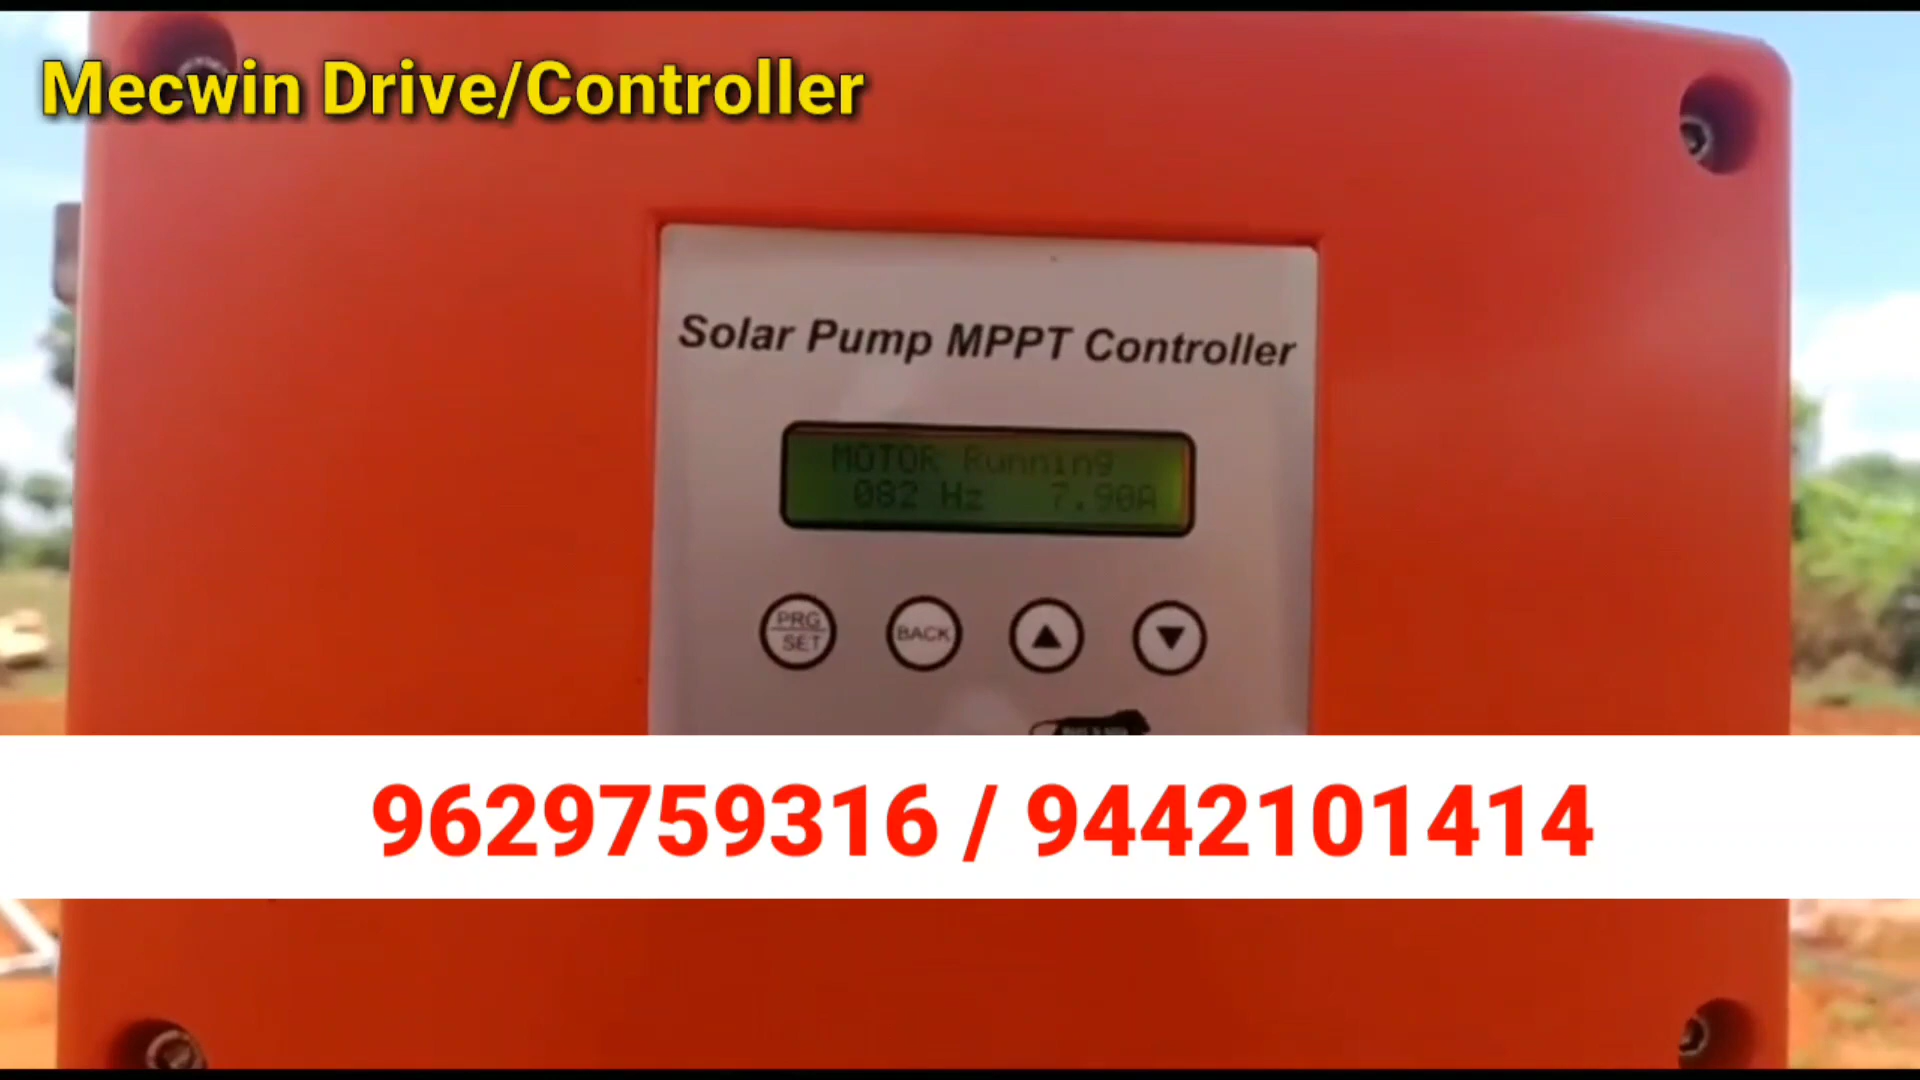 Mecwin Drive/Controller
Solar Pump MPPT Controller
MOTOR Running
082 Hz 7.90A
PRG
SET
BACK
9629759316 / 9442101414